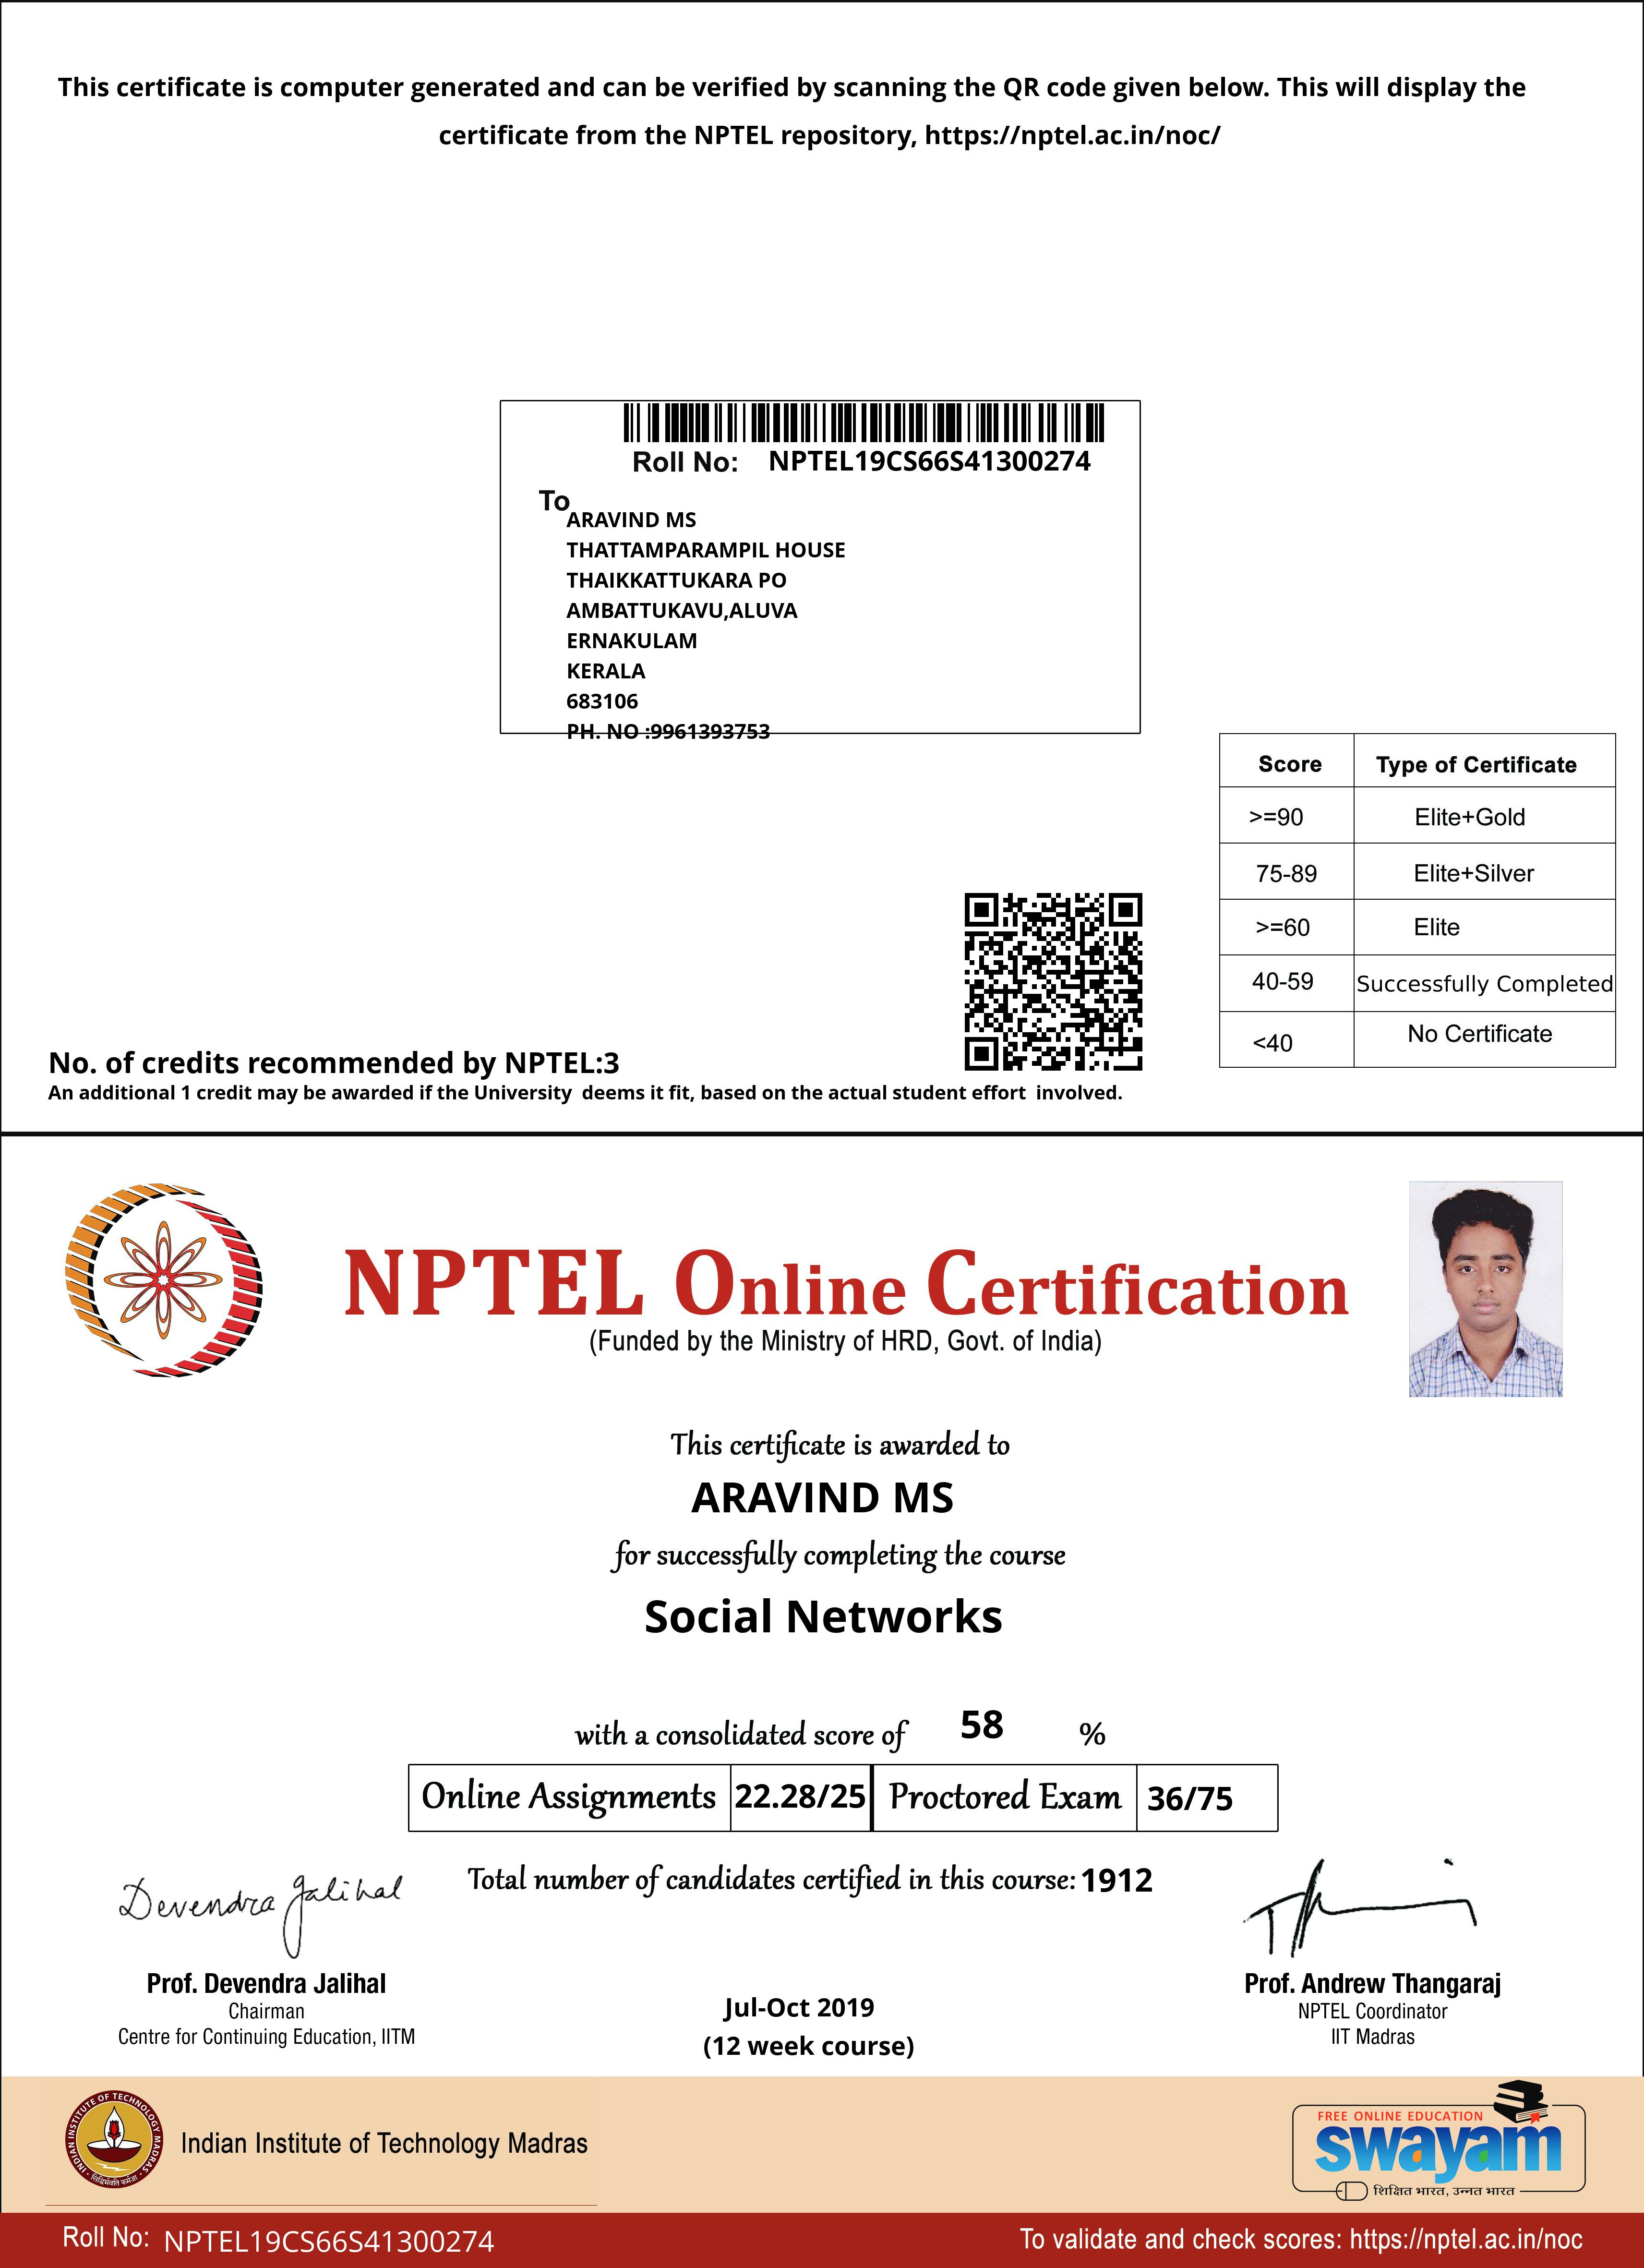 This certificate is computer generated and can be verified by scanning the QR code given below. This will display the
certificate from the NPTEL repository, https://nptel.ac.in/noc/
Roll No: NPTEL19CS66S41300274
To
ARAVIND MS
THATTAMPARAMPIL HOUSE
THAIKKATTUKARA PO
AMBATTUKAVU,ALUVA
ERNAKULAM
KERALA
683106
PH. NO :9961393753
Score Type of Certificate
>=90 Elite+Gold
75-89 Elite+Silver
>=60 Elite
40-59 Successfully Completed
<40 No Certificate
No. of credits recommended by NPTEL:3
An additional 1 credit may be awarded if the University deems it fit, based on the actual student effort involved.
NPTEL Online Certification
(Funded by the Ministry of HRD, Govt. of India)
This certificate is awarded to
ARAVIND MS
for successfully completing the course
Social Networks
with a consolidated score of 58 %
Online Assignments 22.28/25 Proctored Exam 36/75
Total number of candidates certified in this course: 1912
Devendra Jalihal
Prof. Devendra Jalihal
Chairman
Centre for Continuing Education, IITM
Jul-Oct 2019
(12 week course)
Prof. Andrew Thangaraj
NPTEL Coordinator
IIT Madras
INDIAN INSTITUTE OF TECHNOLOGY MADRAS
सिद्धिर्भवति कर्मजा
Indian Institute of Technology Madras
FREE ONLINE EDUCATION
swayam
शिक्षित भारत, उन्नत भारत
Roll No: NPTEL19CS66S41300274
To validate and check scores: https://nptel.ac.in/noc